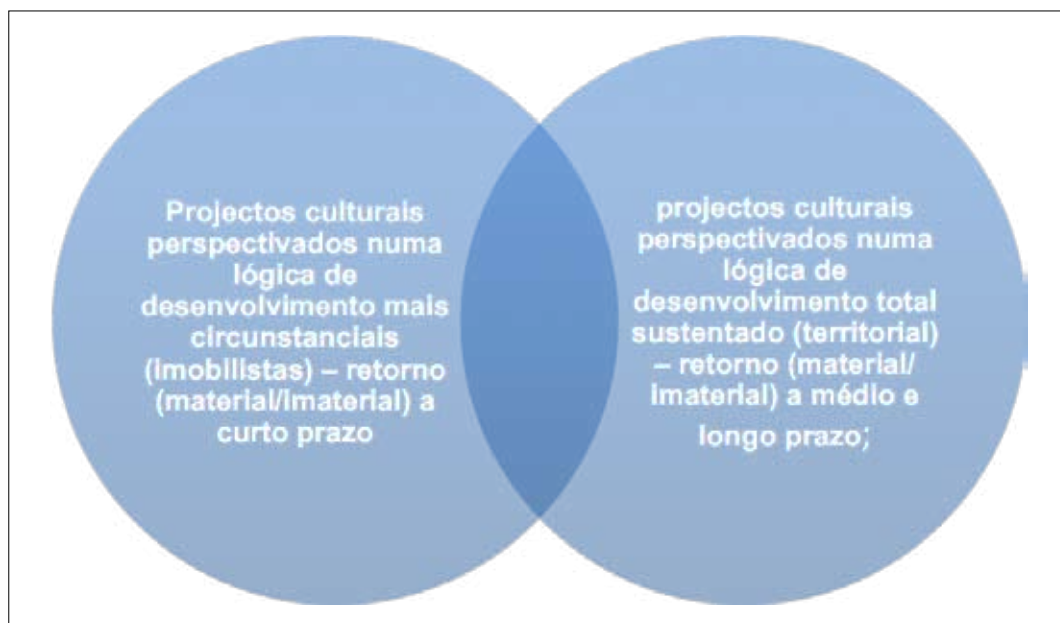 Projectos culturais
perspectivados numa
lógica de
desenvolvimento mais
circunstanciais
(imobilistas) – retorno
(material/imaterial) a
curto prazo
projectos culturais
perspectivados numa
lógica de
desenvolvimento total
sustentado (territorial)
– retorno (material/
imaterial) a médio e
longo prazo;